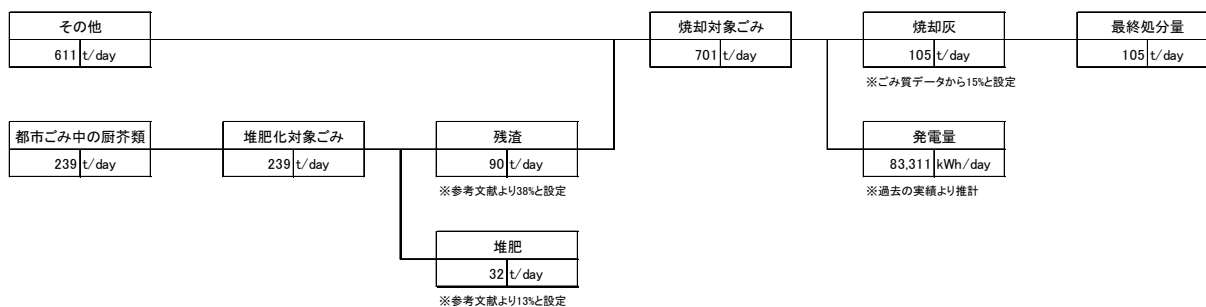 その他
611 t/day
焼却対象ごみ
701 t/day
焼却灰
105 t/day
※ごみ質データから15%と設定
最終処分量
105 t/day
都市ごみ中の厨芥類
239 t/day
堆肥化対象ごみ
239 t/day
残渣
90 t/day
※参考文献より38%と設定
発電量
83,311 kWh/day
※過去の実績より推計
堆肥
32 t/day
※参考文献より13%と設定